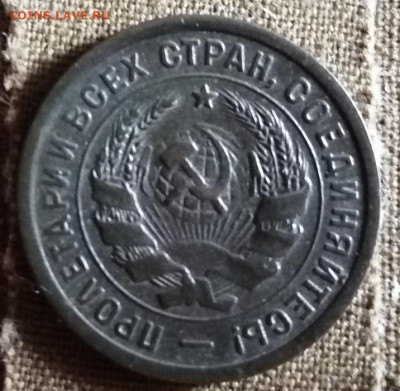 COINS.LAVE.RU
ПРОЛЕТАРИИ ВСЕХ СТРАН, СОЕДИНЯЙТЕСЬ! —